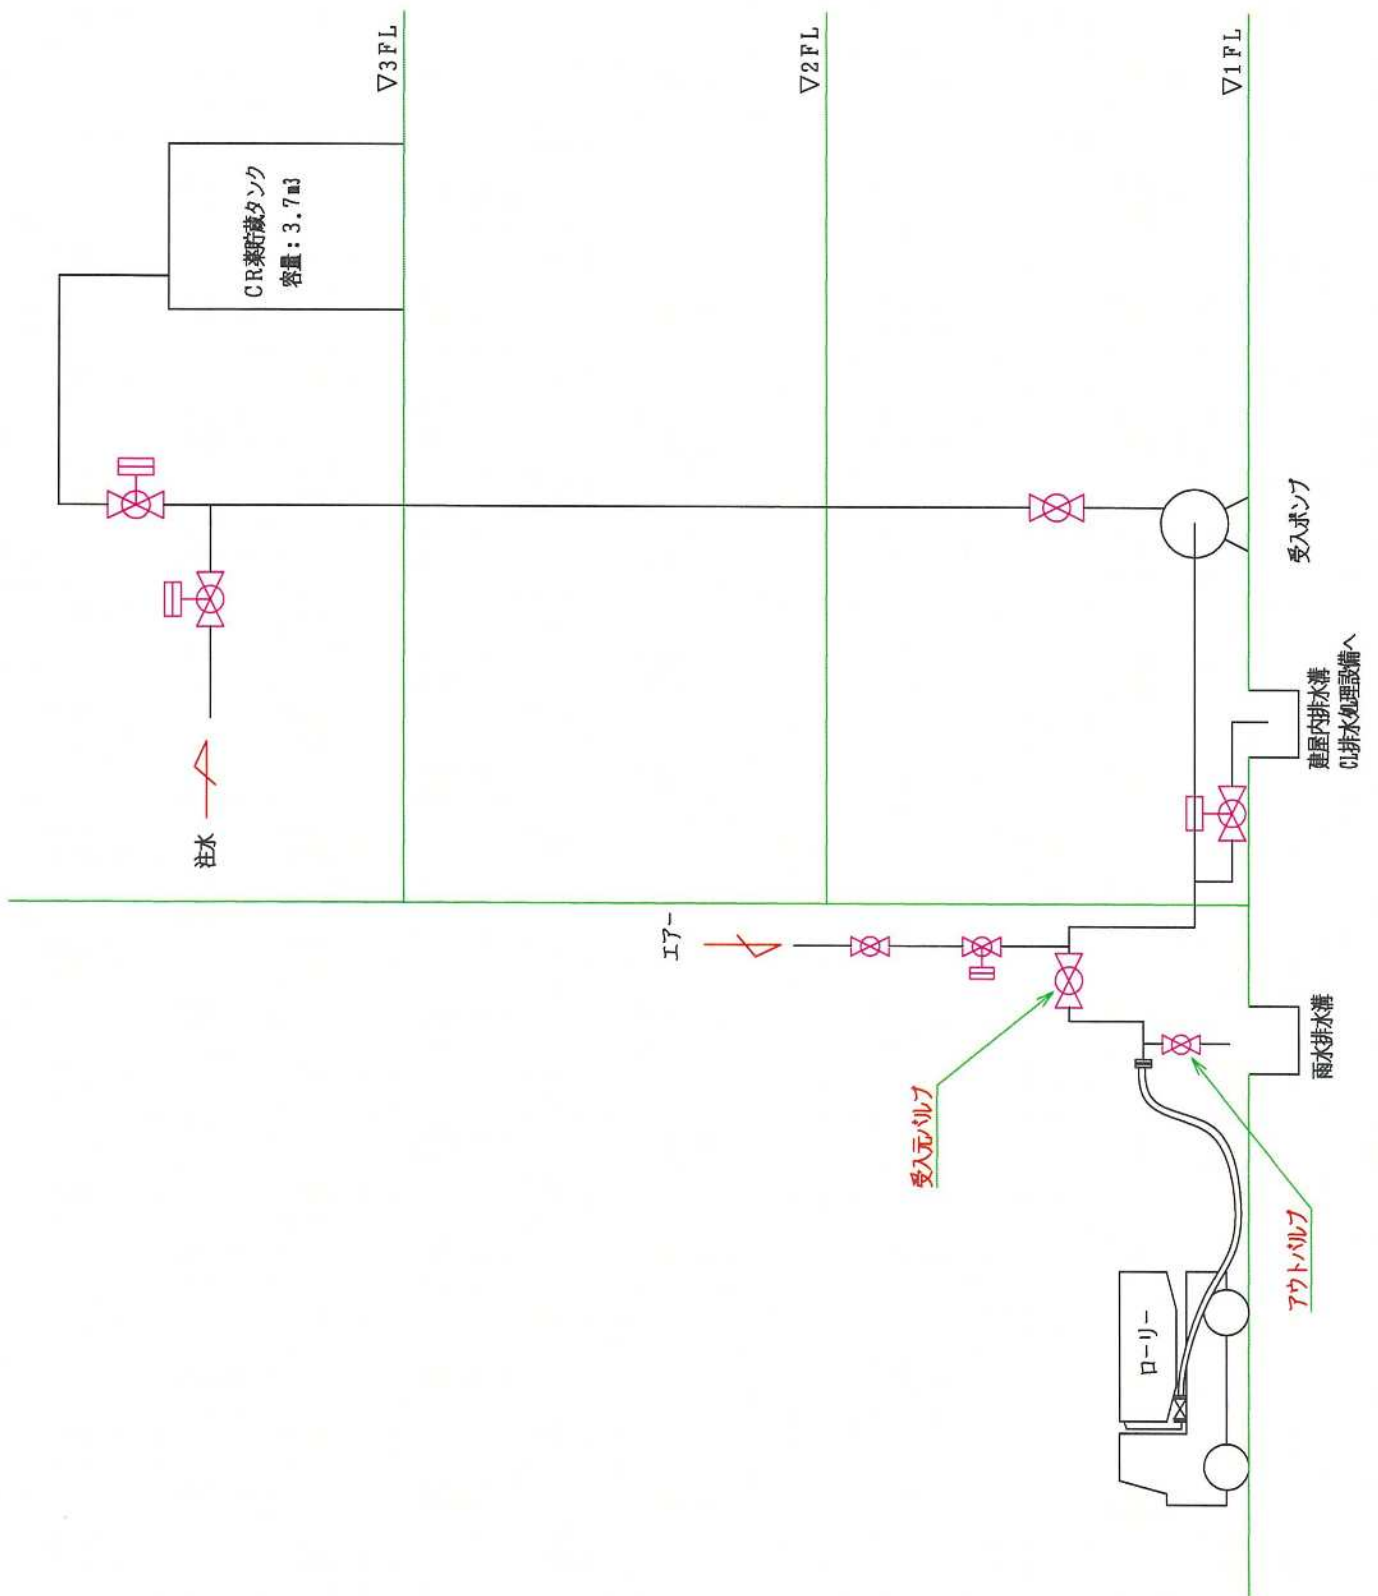 ▽3FL
CR薬貯蔵タンク
容量：3.7m3
注水
▽2FL
エアー
▽1FL
受入元バルブ
ローリー
アウトバルブ
雨水排水溝
建屋内排水溝
CL排水処理設備へ
受入ポンプ